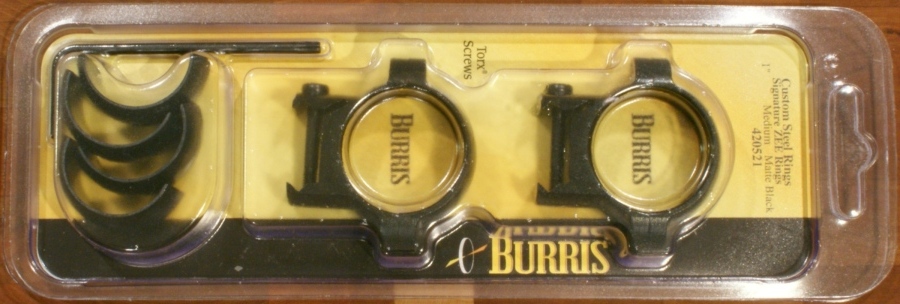 Torx®
Screws
Custom Steel Rings
Signature ZEE Rings
1" Medium - Matte Black
420521
BURRIS
BURRIS
BURRIS